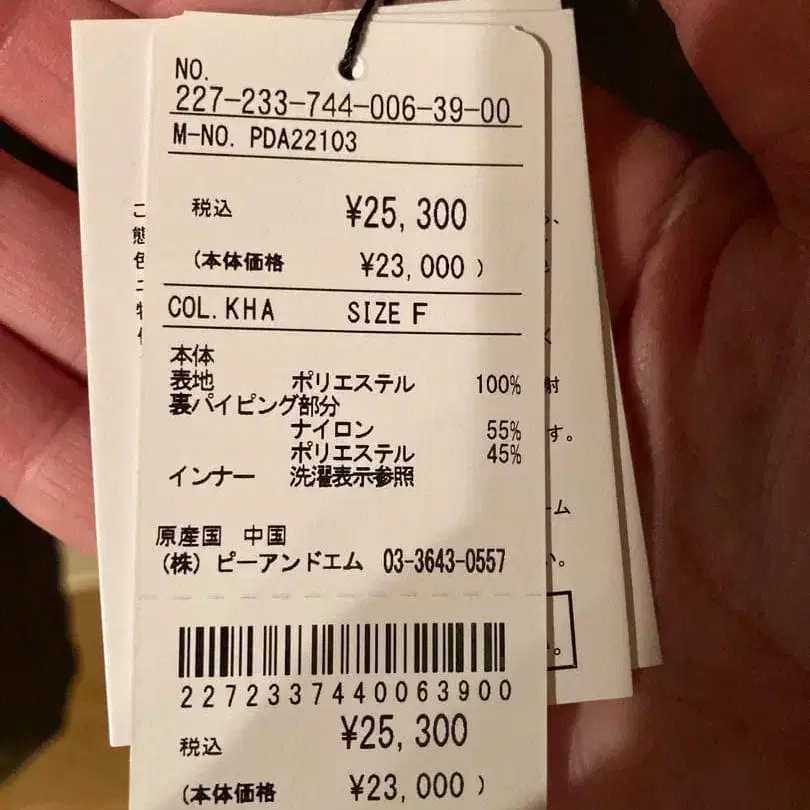 NO.
227-233-744-006-39-00
M-NO. PDA22103
税込 ¥25,300
(本体価格 ¥23,000)
COL.KHA SIZE F
本体
表地 ポリエステル 100%
裏パイピング部分
ナイロン 55%
ポリエステル 45%
インナー 洗濯表示参照
原産国 中国
(株) ピーアンドエム 03-3643-0557
2272337440063900
税込 ¥25,300
(本体価格 ¥23,000)